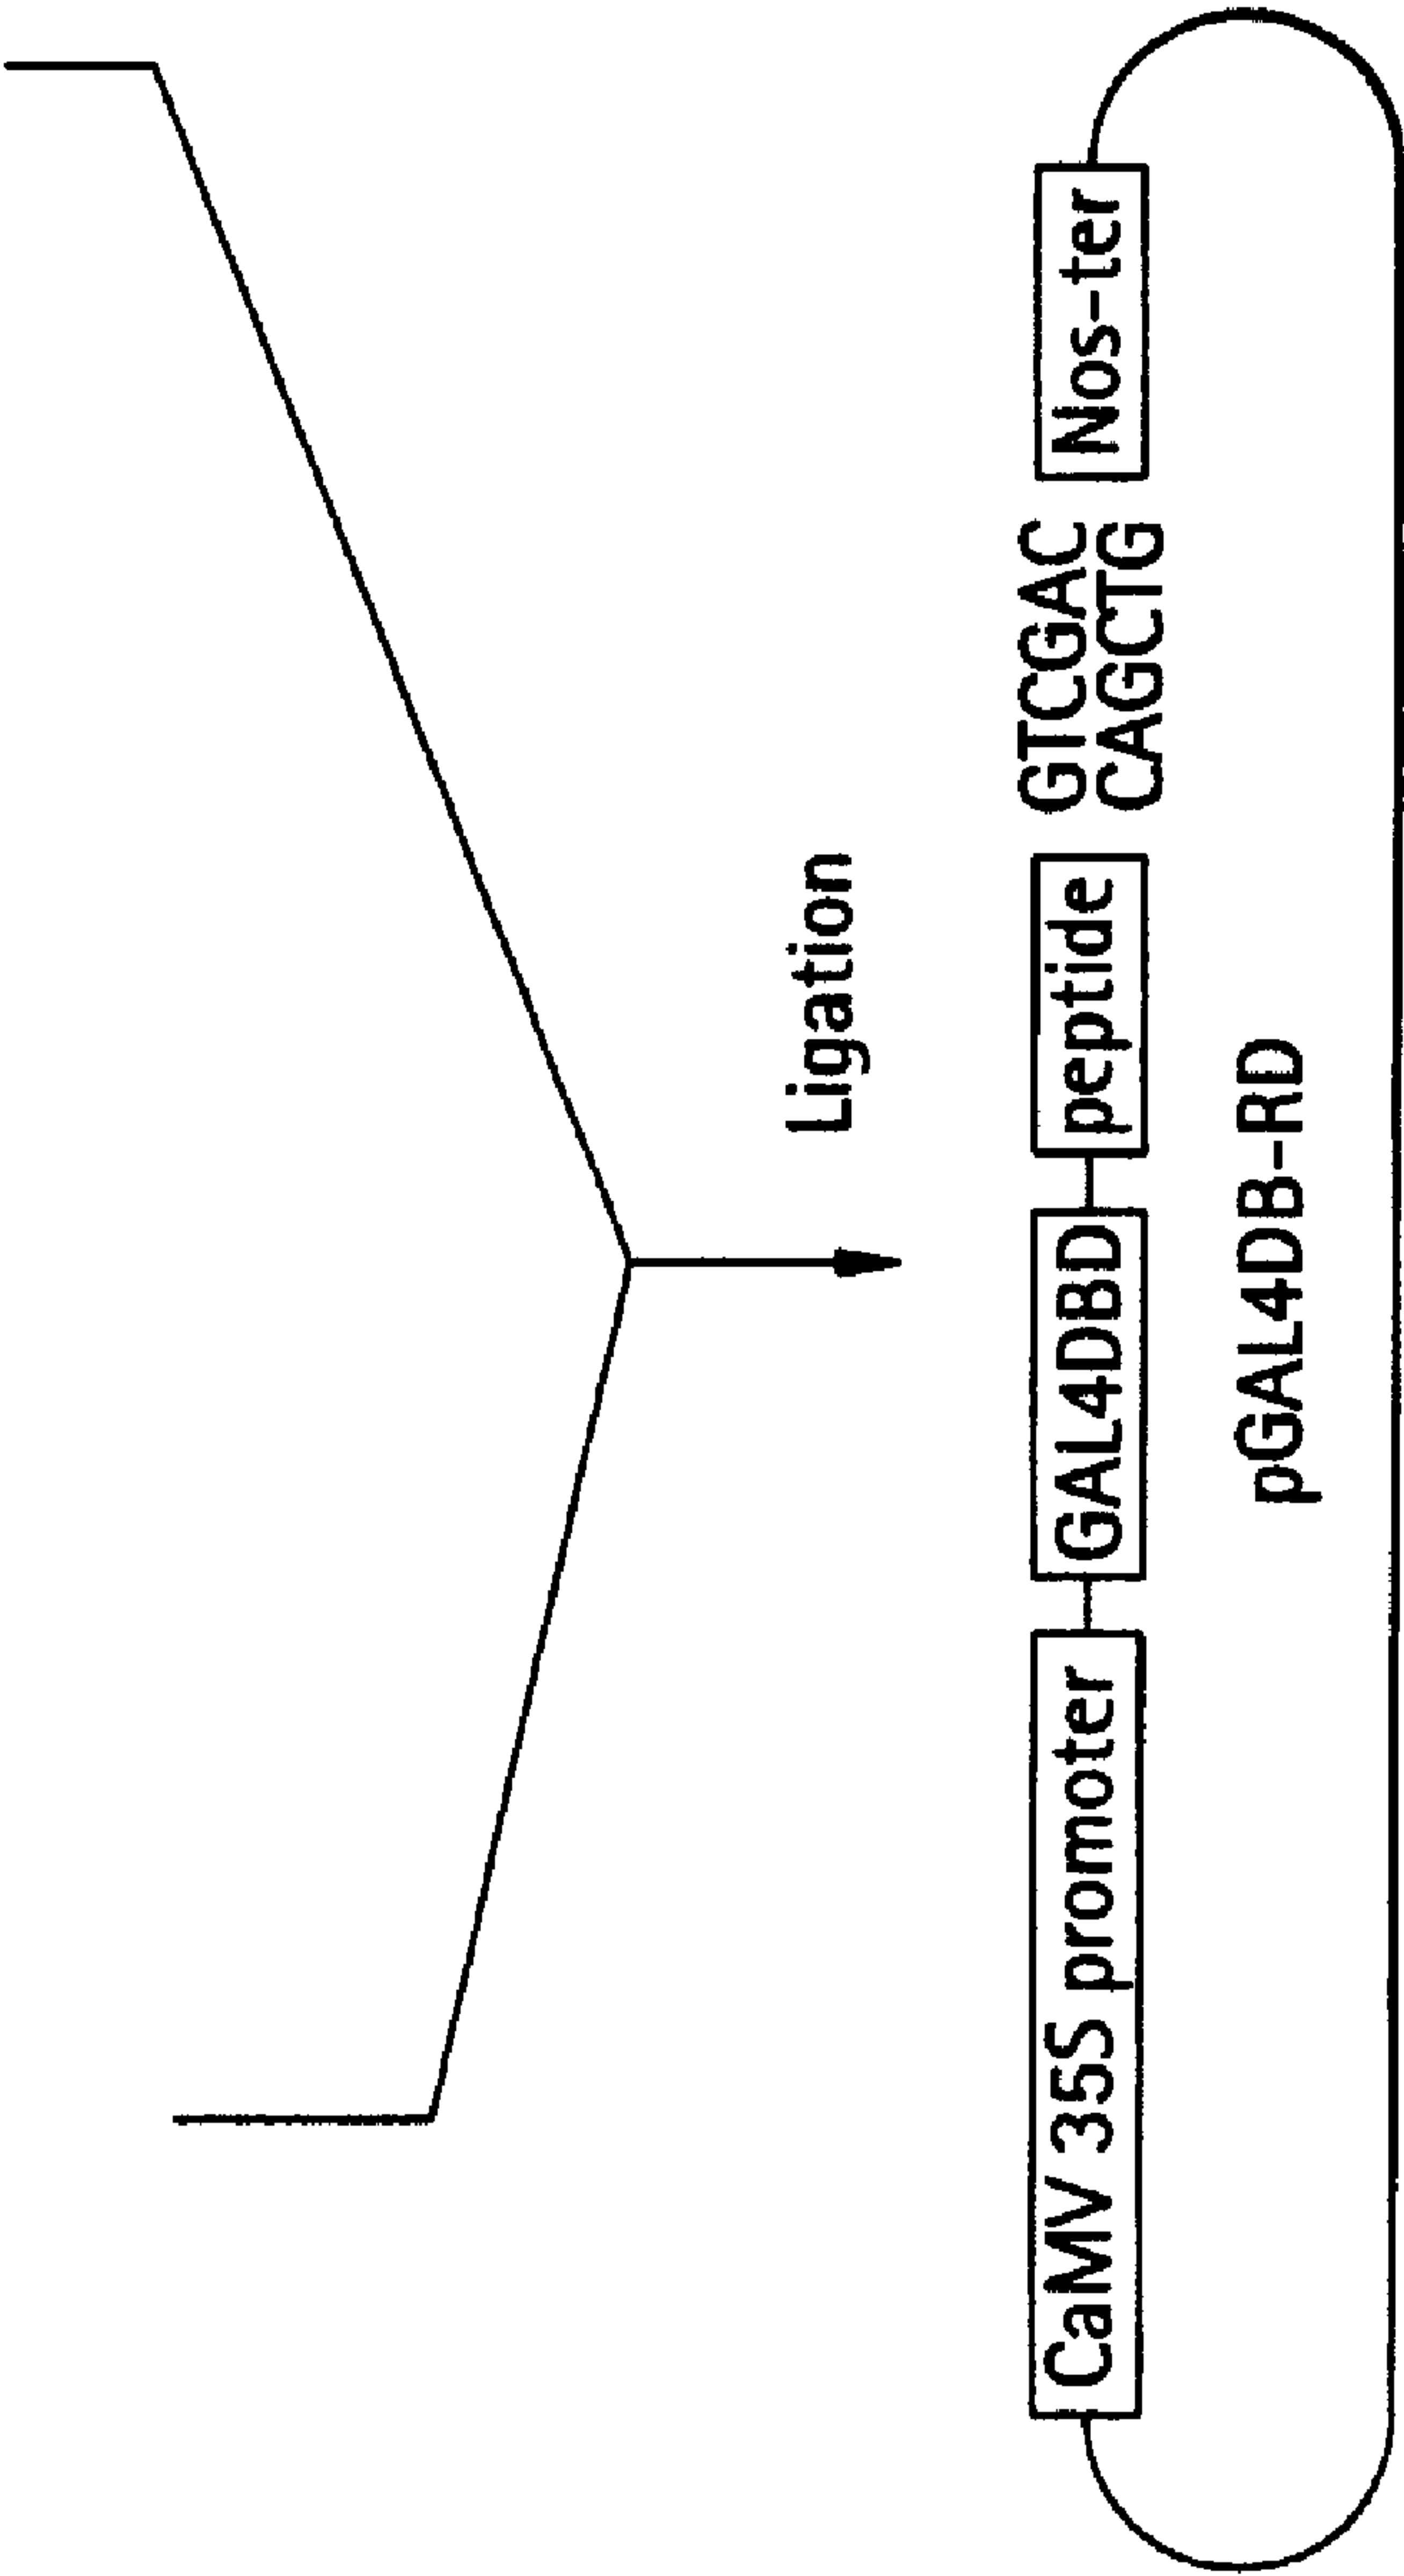 Ligation
CaMV 35S promoter GAL4DBD peptide GTCGAC Nos-ter
CAGCTG
pGAL4DB-RD